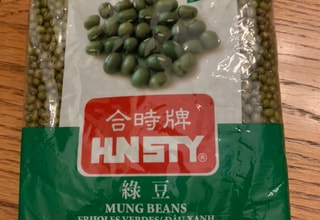 合時牌
HNSTY®
綠豆
MUNG BEANS
FRIJOLES VERDES/ĐẬU XANH